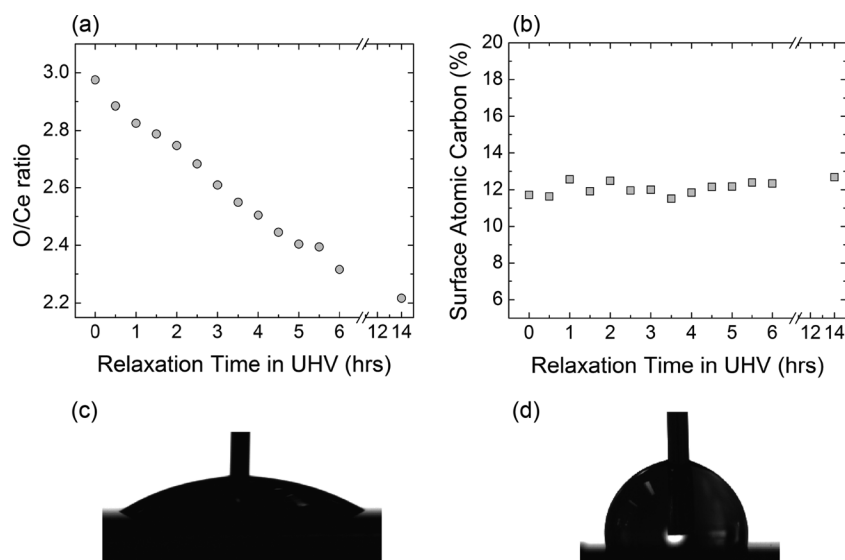 (a)
3.0
2.8
2.6
2.4
2.2
O/Ce ratio
0 1 2 3 4 5 6 12 14
Relaxation Time in UHV (hrs)
(b)
20
18
16
14
12
10
8
6
Surface Atomic Carbon (%)
0 1 2 3 4 5 6 12 14
Relaxation Time in UHV (hrs)
(c)
(d)